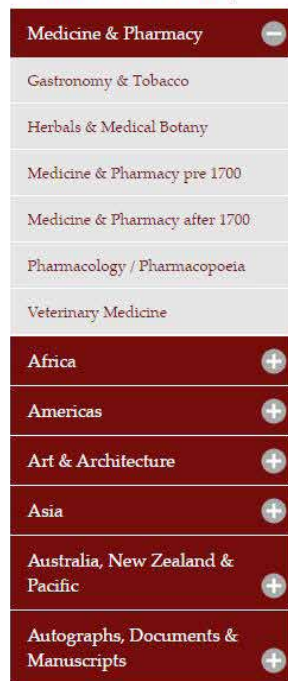 Medicine & Pharmacy
Gastronomy & Tobacco
Herbals & Medical Botany
Medicine & Pharmacy pre 1700
Medicine & Pharmacy after 1700
Pharmacology / Pharmacopoeia
Veterinary Medicine
Africa
Americas
Art & Architecture
Asia
Australia, New Zealand &
Pacific
Autographs, Documents &
Manuscripts